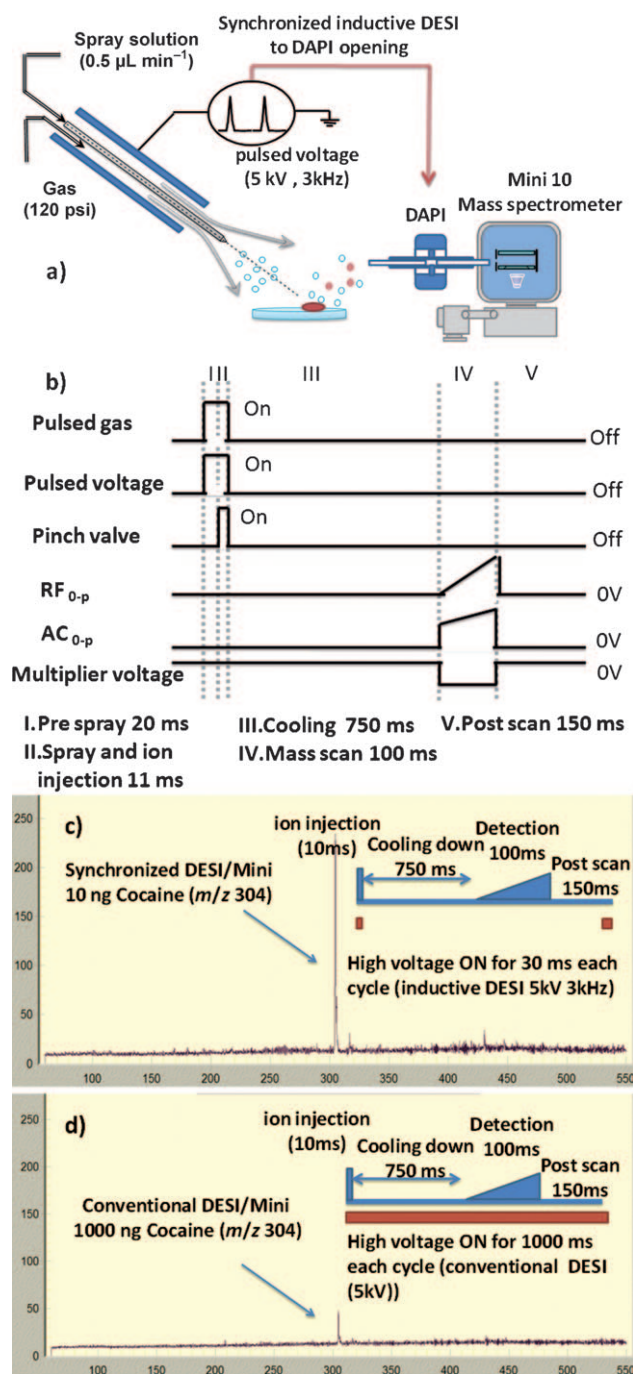 Synchronized inductive DESI
to DAPI opening
Spray solution
(0.5 µL min⁻¹)
pulsed voltage
(5 kV , 3kHz)
Gas
(120 psi)
DAPI
Mini 10
Mass spectrometer
a)
b)
I II III IV V
Pulsed gas On Off
Pulsed voltage On Off
Pinch valve On Off
RF 0-p 0V
AC 0-p 0V
Multiplier voltage 0V
I.Pre spray 20 ms
II.Spray and ion
injection 11 ms
III.Cooling 750 ms
IV.Mass scan 100 ms
V.Post scan 150 ms
c)
250
200
150
100
50
0
ion injection
(10ms)
Cooling down
750 ms
Detection
100ms
Post scan
150ms
Synchronized DESI/Mini
10 ng Cocaine (m/z 304)
High voltage ON for 30 ms each
cycle (inductive DESI 5kV 3kHz)
100 150 200 250 300 350 400 450 500 550
d)
250
200
150
100
50
0
ion injection
(10ms)
Cooling down
750 ms
Detection
100ms
Post scan
150ms
Conventional DESI/Mini
1000 ng Cocaine (m/z 304)
High voltage ON for 1000 ms
each cycle (conventional DESI
(5kV))
100 150 200 250 300 350 400 450 500 550